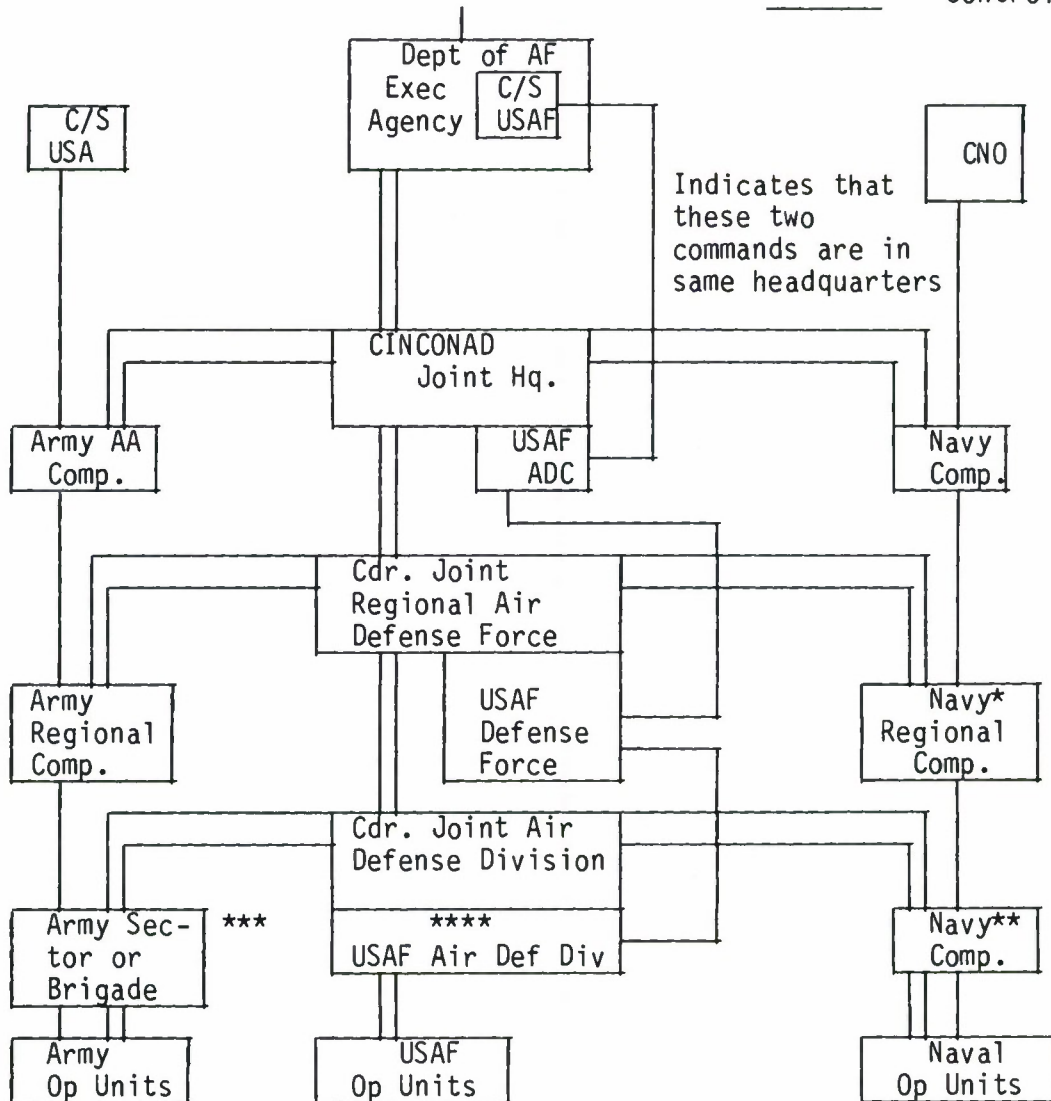 Dept of AF
Exec
Agency
C/S
USAF
C/S
USA
CNO
Indicates that
these two
commands are in
same headquarters
CINCONAD
Joint Hq.
Army AA
Comp.
USAF
ADC
Navy
Comp.
Cdr. Joint
Regional Air
Defense Force
Army
Regional
Comp.
USAF
Defense
Force
Navy*
Regional
Comp.
Cdr. Joint Air
Defense Division
Army Sec-
tor or
Brigade
***
****
USAF Air Def Div
Navy**
Comp.
Army
Op Units
USAF
Op Units
Naval
Op Units